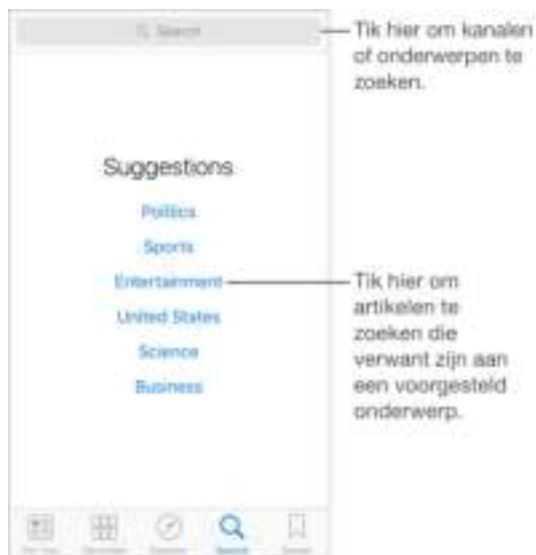 Search
Tik hier om kanalen
of onderwerpen te
zoeken.
Suggestions
Politics
Sports
Entertainment
United States
Science
Business
Tik hier om
artikelen te
zoeken die
verwant zijn aan
een voorgesteld
onderwerp.
Search